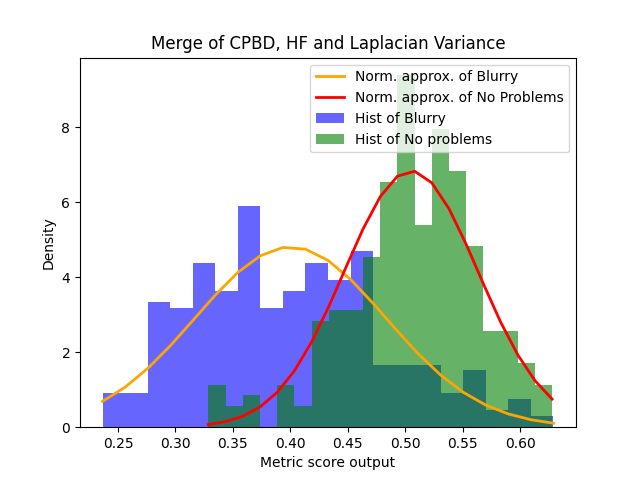 Merge of CPBD, HF and Laplacian Variance
Norm. approx. of Blurry
Norm. approx. of No Problems
Hist of Blurry
Hist of No problems
Density
8
6
4
2
0
0.25 0.30 0.35 0.40 0.45 0.50 0.55 0.60
Metric score output